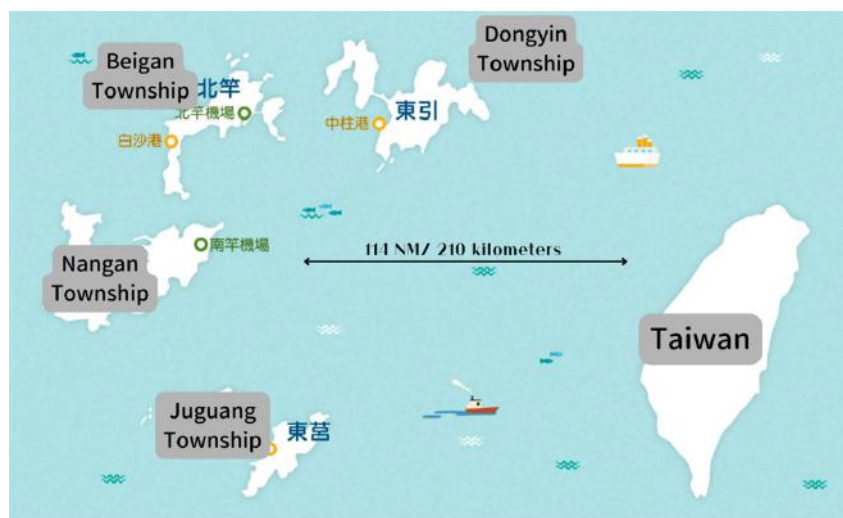 Beigan
Township
北竿
北竿機場
白沙港
Dongyin
Township
東引
中柱港
南竿機場
114 NM/ 210 kilometers
Nangan
Township
Taiwan
Juguang
Township
東莒